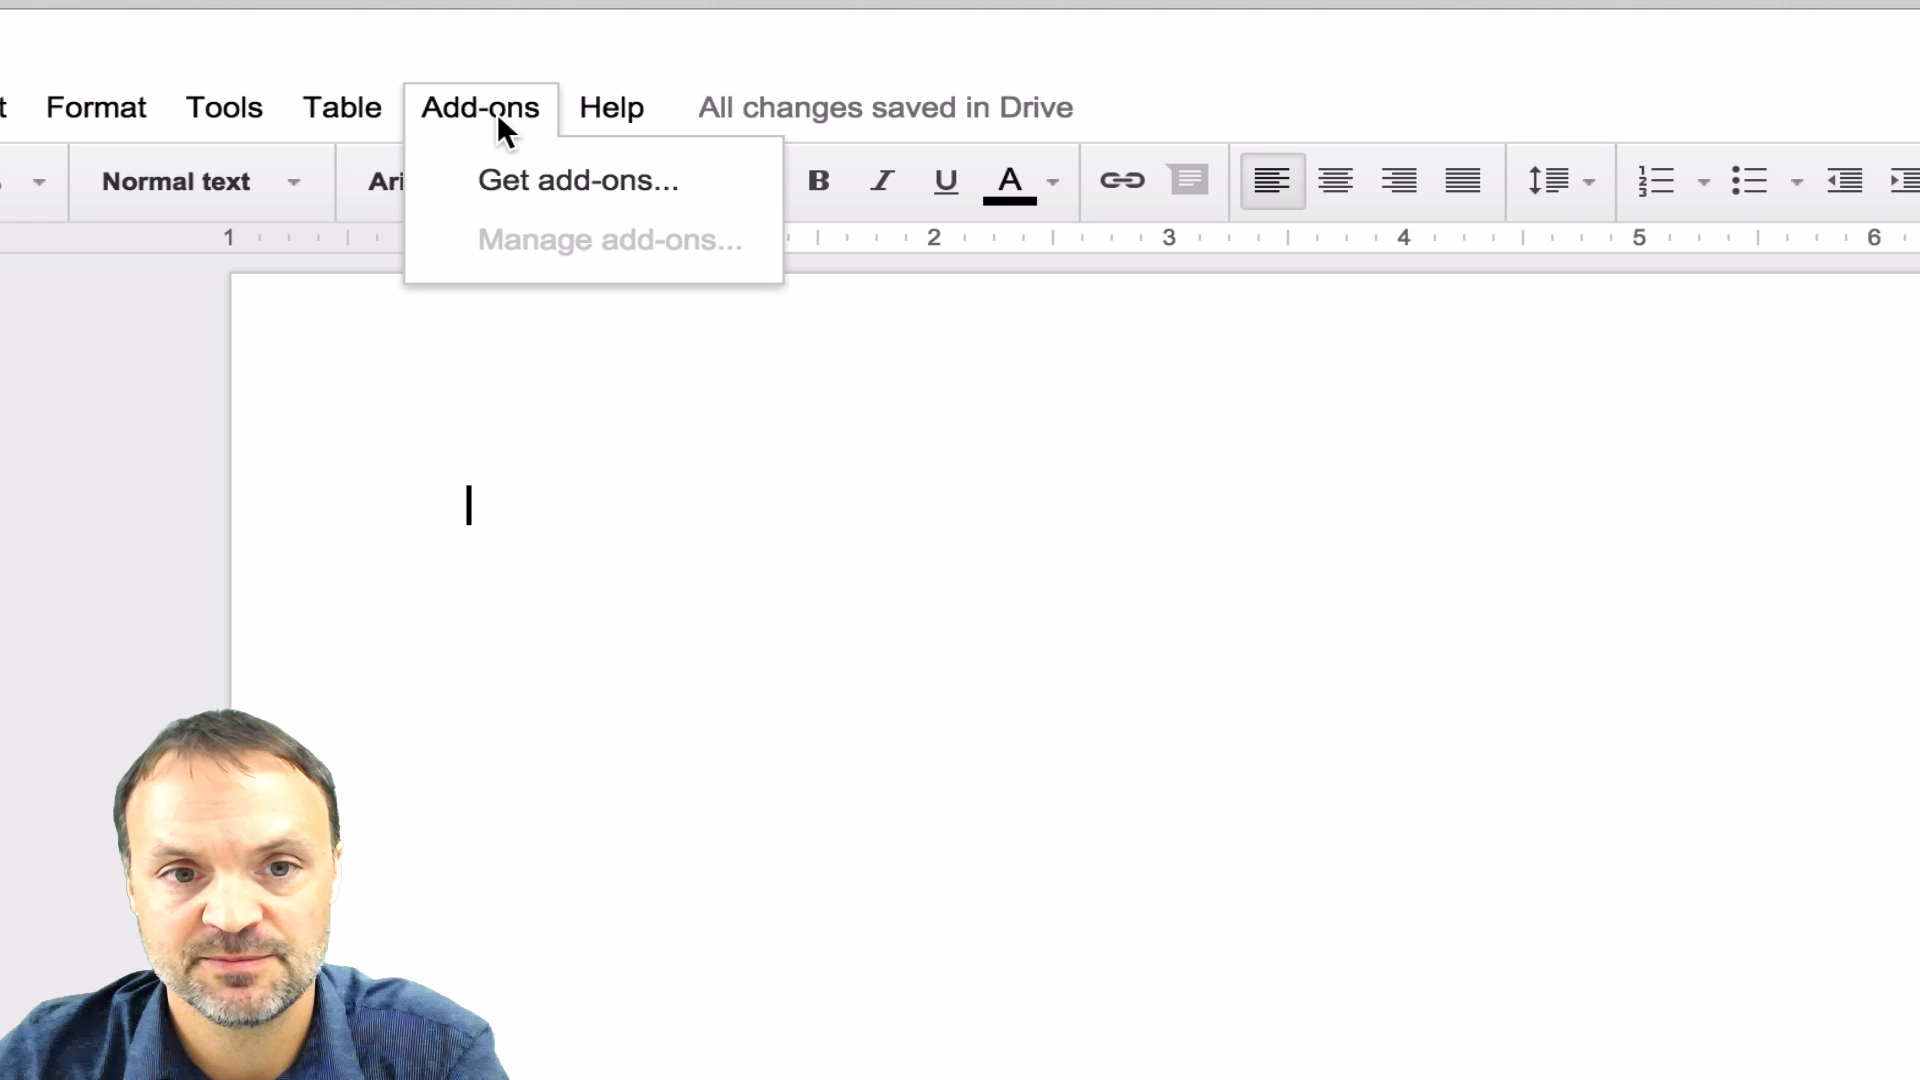 t Format Tools Table Add-ons Help All changes saved in Drive
Normal text Ari B I U A
Get add-ons...
Manage add-ons...
1 2 3 4 5 6